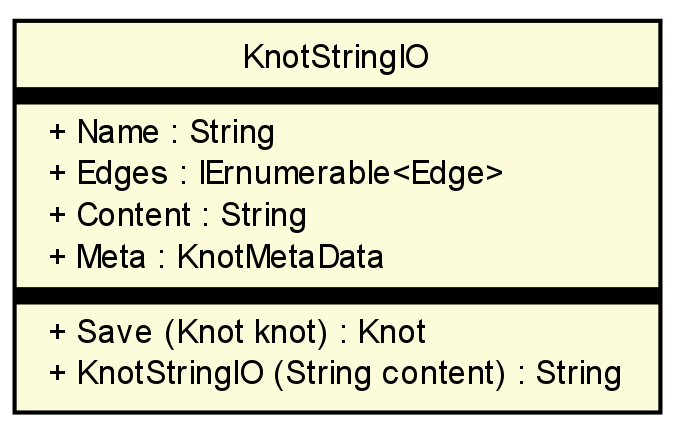 KnotStringIO
+ Name : String
+ Edges : IErnumerable<Edge>
+ Content : String
+ Meta : KnotMetaData
+ Save (Knot knot) : Knot
+ KnotStringIO (String content) : String